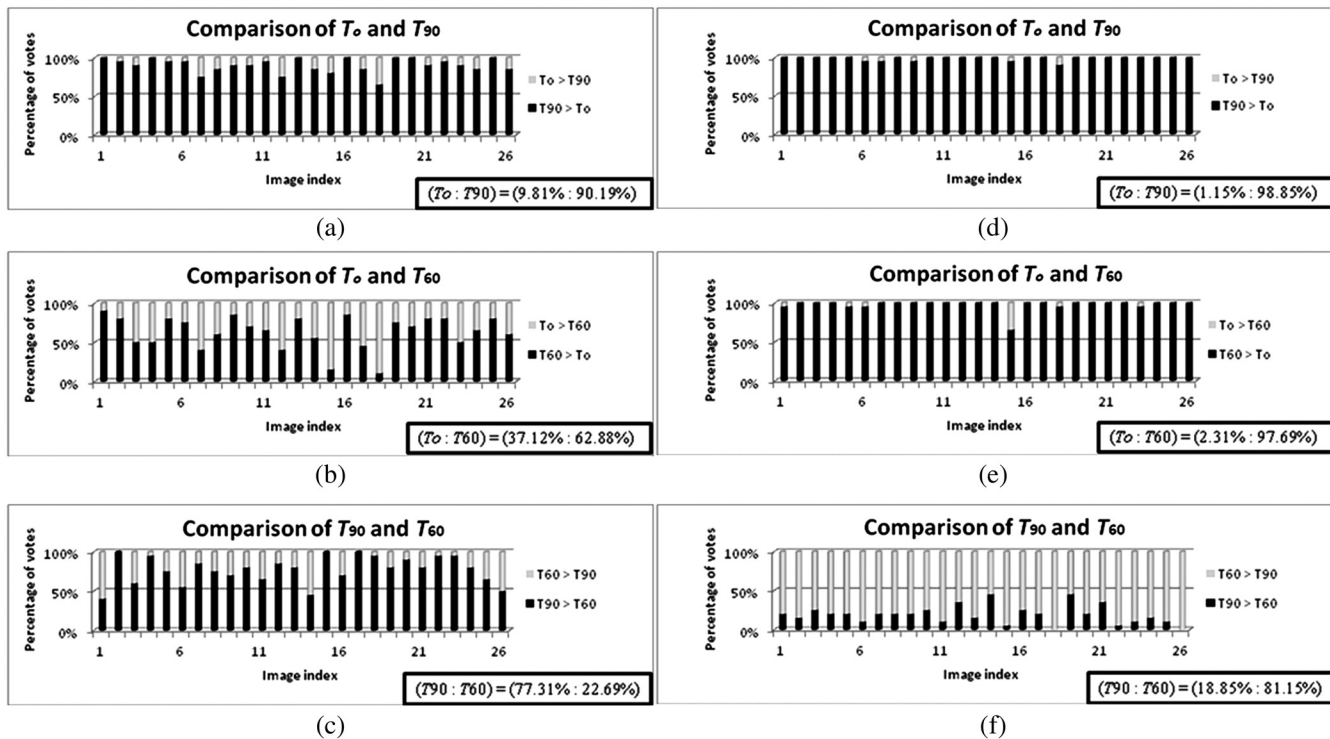 Comparison of To and T90
Percentage of votes
100%
50%
0%
1 6 11 16 21 26
Image index
To > T90
T90 > To
(To : T90) = (9.81% : 90.19%)
(a)
Comparison of To and T90
Percentage of votes
100%
50%
0%
1 6 11 16 21 26
Image index
To > T90
T90 > To
(To : T90) = (1.15% : 98.85%)
(d)
Comparison of To and T60
Percentage of votes
100%
50%
0%
1 6 11 16 21 26
Image index
To > T60
T60 > To
(To : T60) = (37.12% : 62.88%)
(b)
Comparison of To and T60
Percentage of votes
100%
50%
0%
1 6 11 16 21 26
Image index
To > T60
T60 > To
(To : T60) = (2.31% : 97.69%)
(e)
Comparison of T90 and T60
Percentage of votes
100%
50%
0%
1 6 11 16 21 26
Image index
T60 > T90
T90 > T60
(T90 : T60) = (77.31% : 22.69%)
(c)
Comparison of T90 and T60
Percentage of votes
100%
50%
0%
1 6 11 16 21 26
Image index
T60 > T90
T90 > T60
(T90 : T60) = (18.85% : 81.15%)
(f)